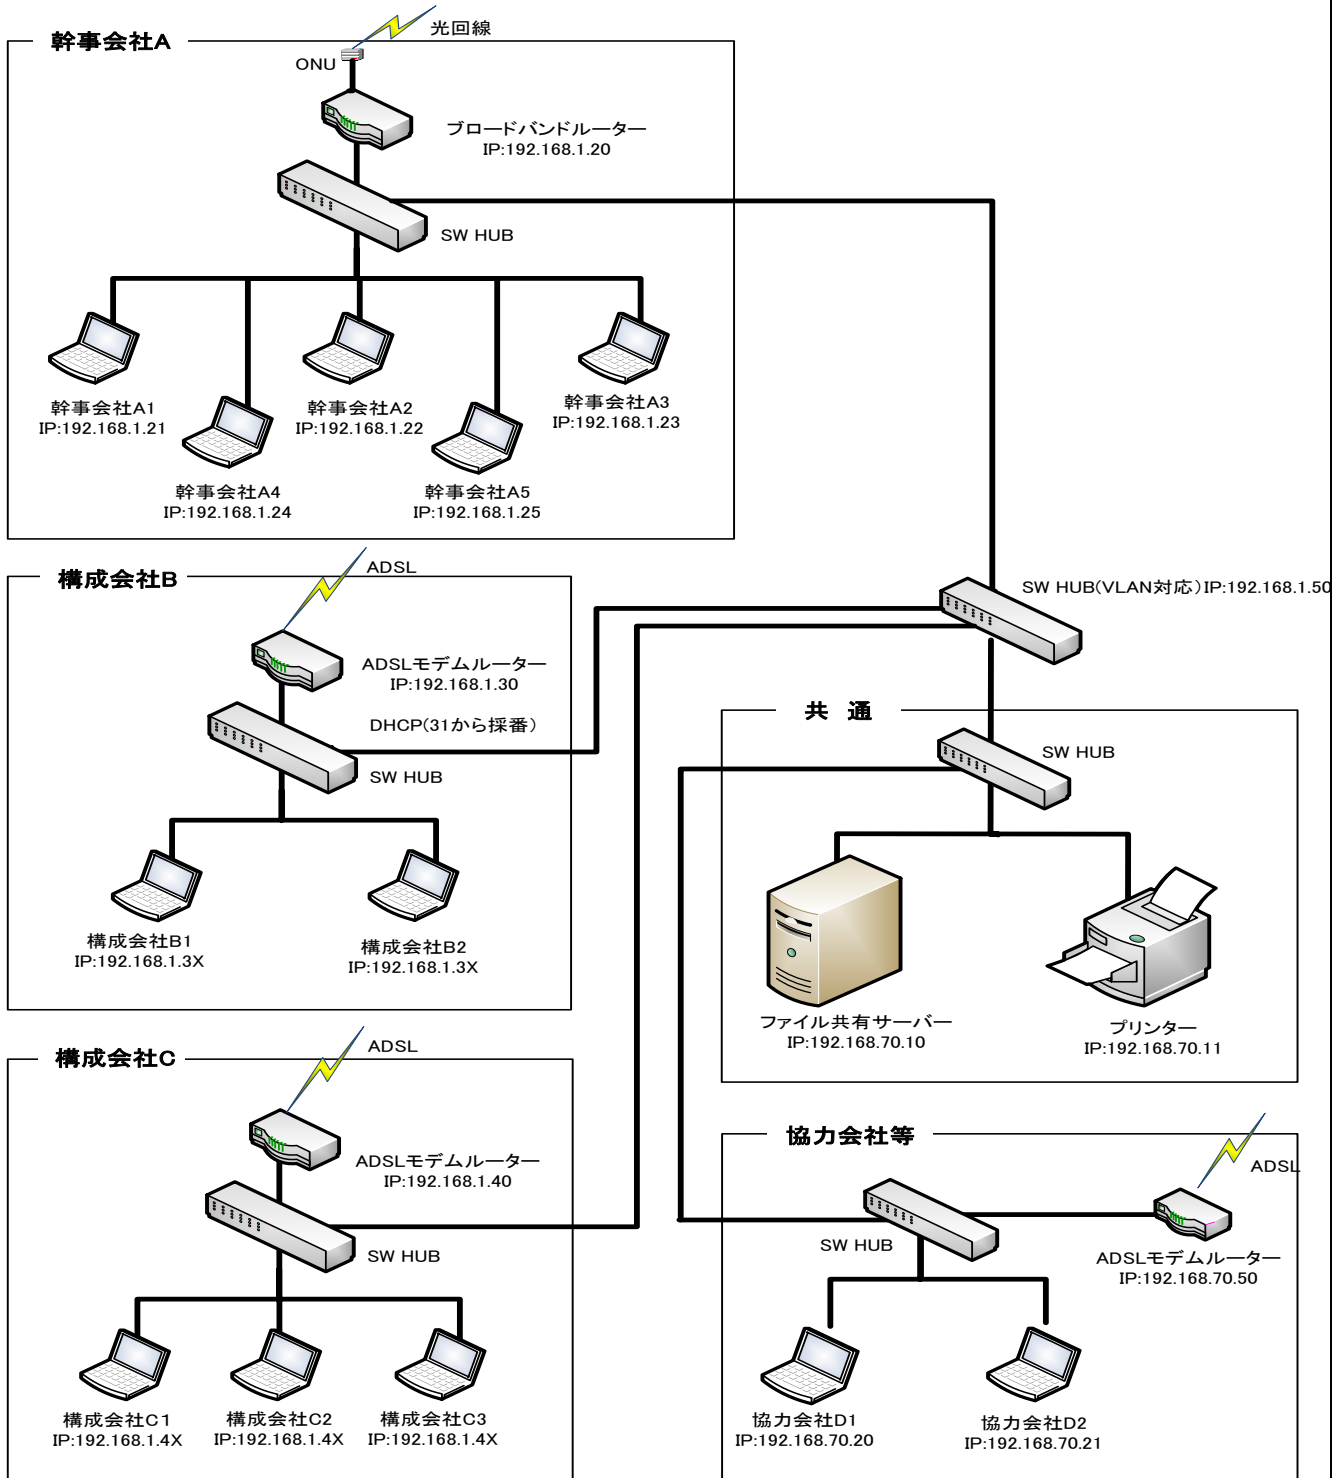 幹事会社A
光回線
ONU
ブロードバンドルーター
IP:192.168.1.20
SW HUB
幹事会社A1
IP:192.168.1.21
幹事会社A2
IP:192.168.1.22
幹事会社A3
IP:192.168.1.23
幹事会社A4
IP:192.168.1.24
幹事会社A5
IP:192.168.1.25
構成会社B
ADSL
ADSLモデムルーター
IP:192.168.1.30
DHCP(31から採番)
SW HUB
構成会社B1
IP:192.168.1.3X
構成会社B2
IP:192.168.1.3X
SW HUB(VLAN対応)IP:192.168.1.50
共 通
SW HUB
ファイル共有サーバー
IP:192.168.70.10
プリンター
IP:192.168.70.11
構成会社C
ADSL
ADSLモデムルーター
IP:192.168.1.40
SW HUB
構成会社C1
IP:192.168.1.4X
構成会社C2
IP:192.168.1.4X
構成会社C3
IP:192.168.1.4X
協力会社等
ADSL
SW HUB
ADSLモデムルーター
IP:192.168.70.50
協力会社D1
IP:192.168.70.20
協力会社D2
IP:192.168.70.21